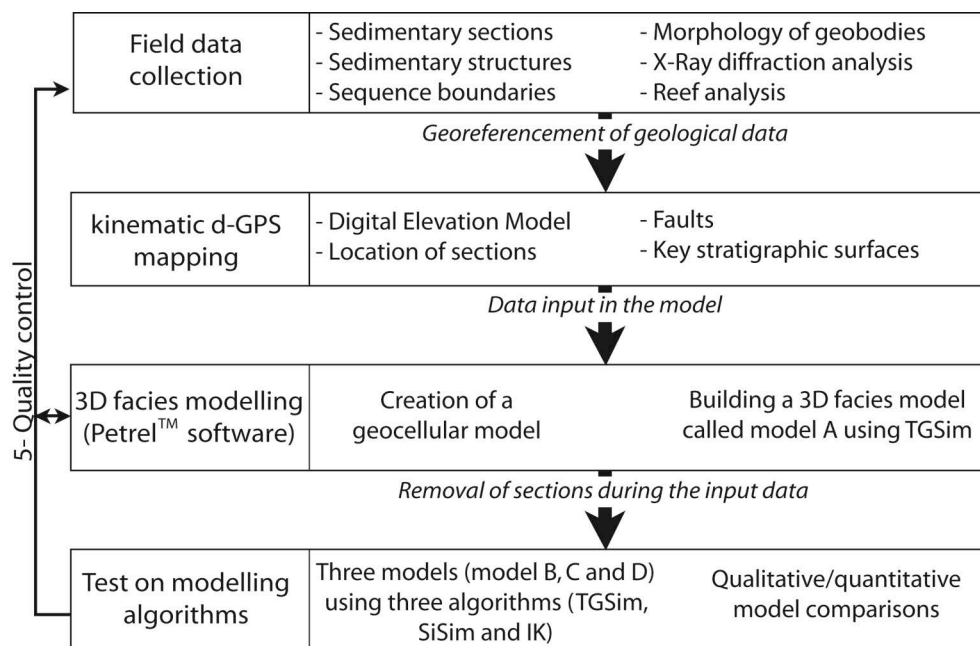 Field data
collection
- Sedimentary sections
- Sedimentary structures
- Sequence boundaries
- Morphology of geobodies
- X-Ray diffraction analysis
- Reef analysis
Georeferencement of geological data
kinematic d-GPS
mapping
- Digital Elevation Model
- Location of sections
- Faults
- Key stratigraphic surfaces
Data input in the model
3D facies modelling
(Petrel™ software)
Creation of a
geocellular model
Building a 3D facies model
called model A using TGSim
Removal of sections during the input data
Test on modelling
algorithms
Three models (model B, C and D)
using three algorithms (TGSim,
SiSim and IK)
Qualitative/quantitative
model comparisons
5- Quality control